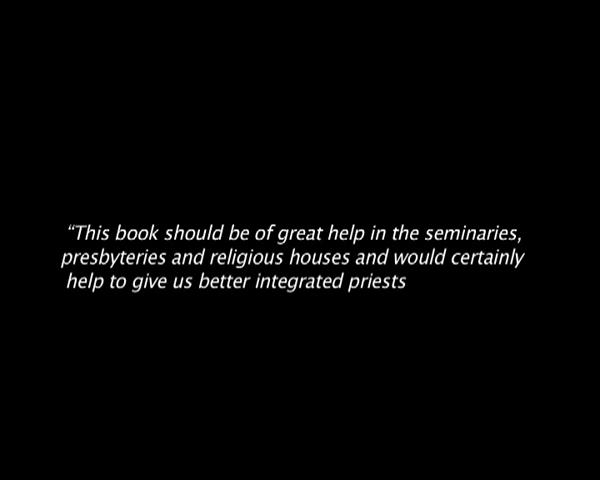 “This book should be of great help in the seminaries,
presbyteries and religious houses and would certainly
help to give us better integrated priests